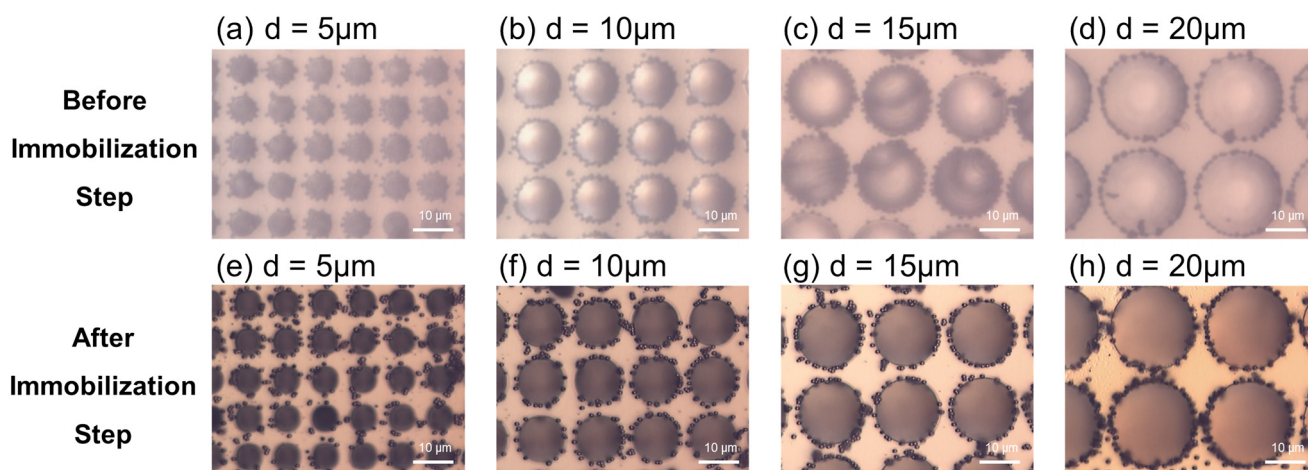 (a) d = 5μm
(b) d = 10μm
(c) d = 15μm
(d) d = 20μm
Before
Immobilization
Step
10 μm
10 μm
10 μm
10 μm
(e) d = 5μm
(f) d = 10μm
(g) d = 15μm
(h) d = 20μm
After
Immobilization
Step
10 μm
10 μm
10 μm
10 μm